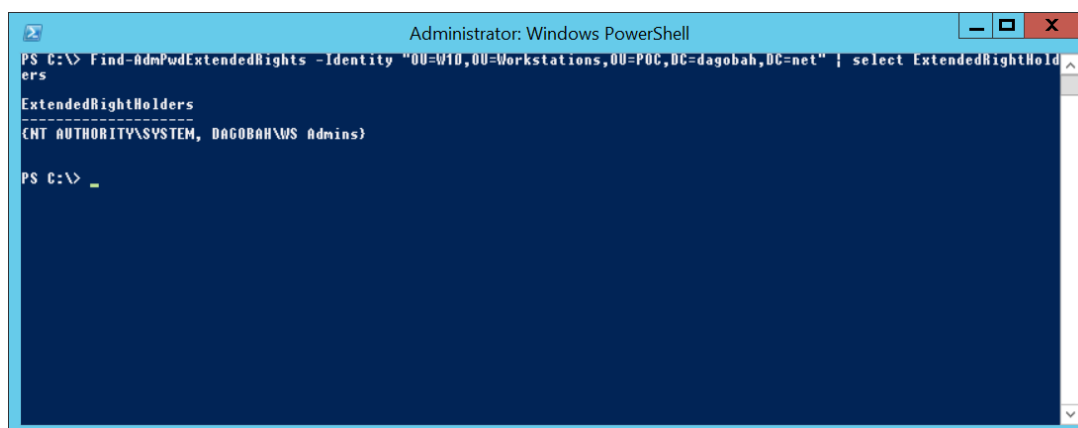 Administrator: Windows PowerShell
PS C:\> Find-AdmPwdExtendedRights -Identity "OU=W10,OU=Workstations,OU=POC,DC=dagobah,DC=net" | select ExtendedRightHold
ers
ExtendedRightHolders
--------------------
{NT AUTHORITY\SYSTEM, DAGOBAH\WS Admins}
PS C:\> _